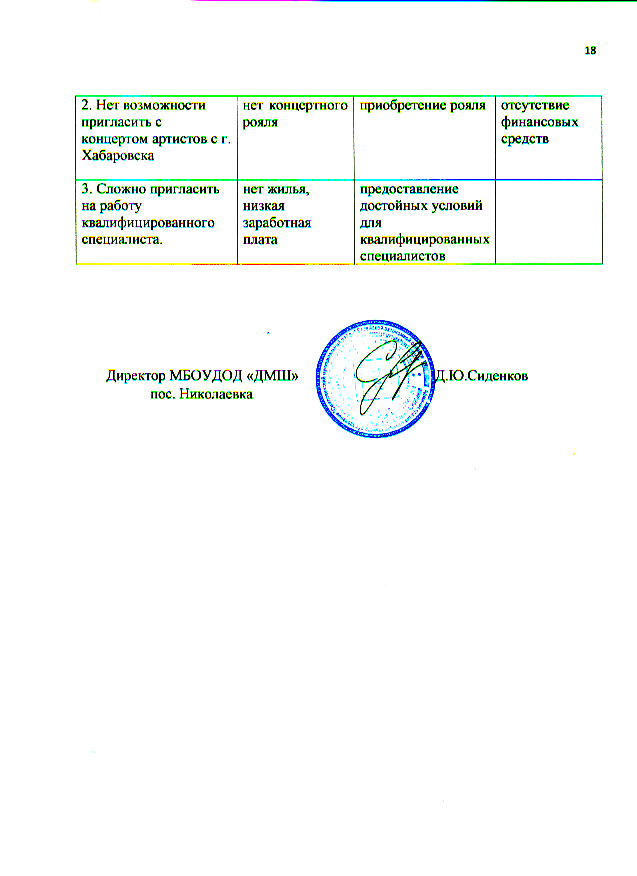 18
2. Нет возможности
пригласить с
концертом артистов с г.
Хабаровска
нет концертного
рояля
приобретение рояля
отсутствие
финансовых
средств
3. Сложно пригласить
на работу
квалифицированного
специалиста.
нет жилья,
низкая
заработная
плата
предоставление
достойных условий
для
квалифицированных
специалистов
Директор МБОУДОД «ДМШ»
пос. Николаевка
Д.Ю.Сиденков